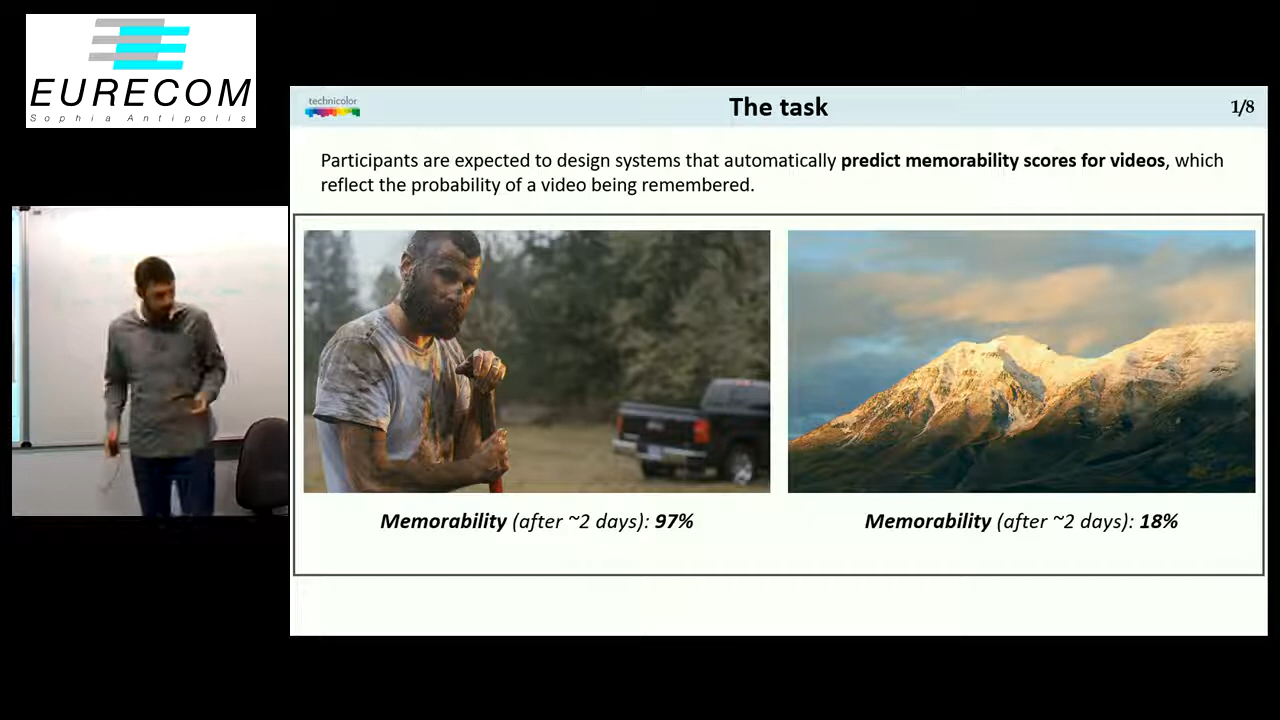 EURECOM
Sophia Antipolis
technicolor
The task
1/8
Participants are expected to design systems that automatically predict memorability scores for videos, which
reflect the probability of a video being remembered.
Memorability (after ~2 days): 97%
Memorability (after ~2 days): 18%